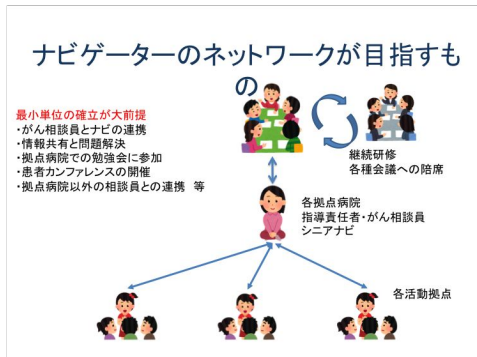 ナビゲーターのネットワークが目指すも
の
最小単位の確立が大前提
・がん相談員とナビの連携
・情報共有と問題解決
・拠点病院での勉強会に参加
・患者カンファレンスの開催
・拠点病院以外の相談員との連携 等
継続研修
各種会議への陪席
各拠点病院
指導責任者・がん相談員
シニアナビ
各活動拠点